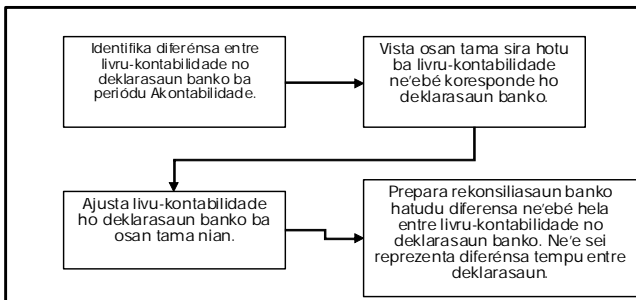 Identifika diferénsa entre
livru-kontabilidade no
deklarasaun banko ba
periódu Akontabilidade.
Vista osan tama sira hotu
ba livru-kontabilidade
ne'ebé koresponde ho
deklarasaun banko.
Ajusta livu-kontabilidade
ho deklarasaun banko ba
osan tama nian.
Prepara rekonsiliasaun banko
hatudu diferensa ne'ebé hela
entre livru-kontabilidade no
deklarasaun banko. Ne'e sei
reprezenta diferénsa tempu entre
deklarasaun.